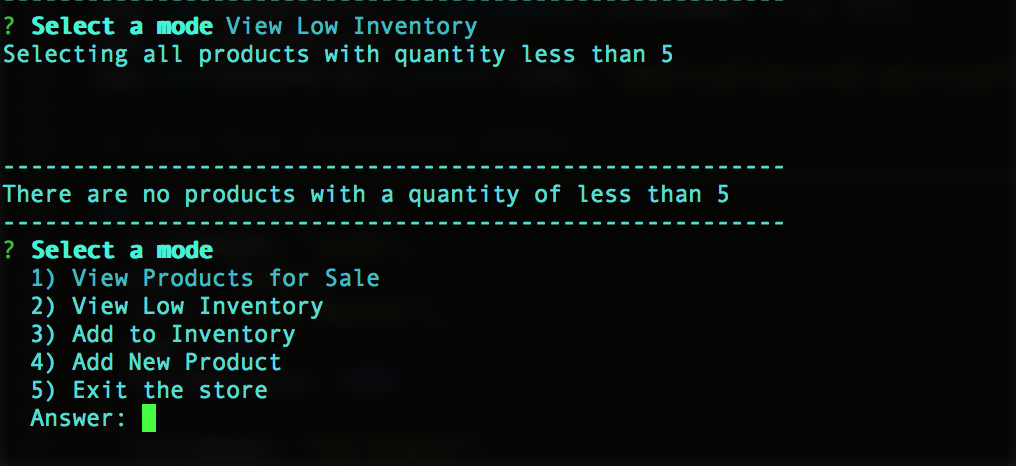 ? Select a mode View Low Inventory
Selecting all products with quantity less than 5
--------------------------------------------------------
There are no products with a quantity of less than 5
--------------------------------------------------------
? Select a mode
1) View Products for Sale
2) View Low Inventory
3) Add to Inventory
4) Add New Product
5) Exit the store
Answer: